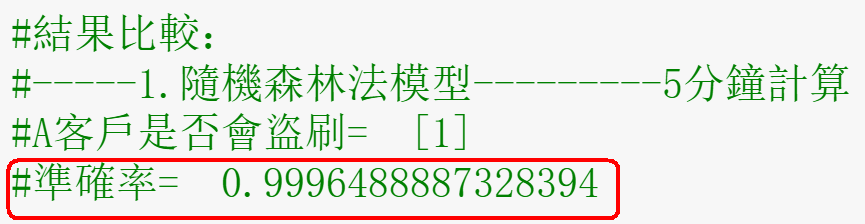 #結果比較:
#-----1.隨機森林法模型---------5分鐘計算
#A客戶是否會盜刷=  [1]
#準確率=  0.9996488887328394